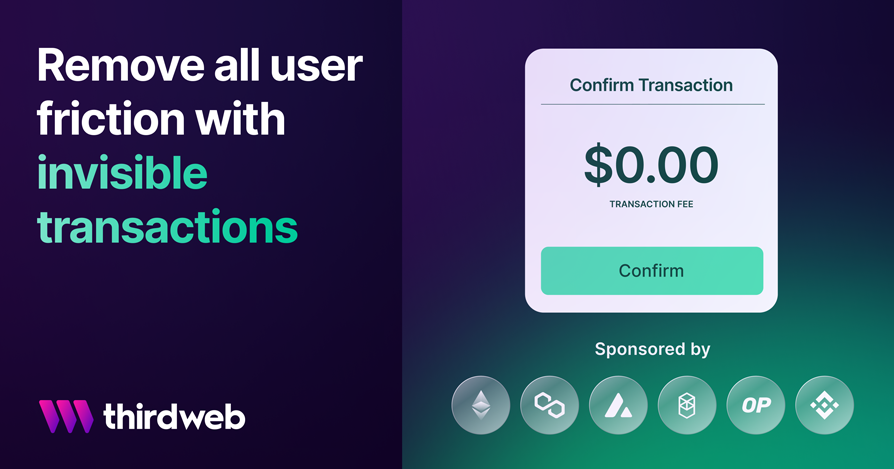 Remove all user
friction with
invisible
transactions
thirdweb
Confirm Transaction
$0.00
TRANSACTION FEE
Confirm
Sponsored by
OP